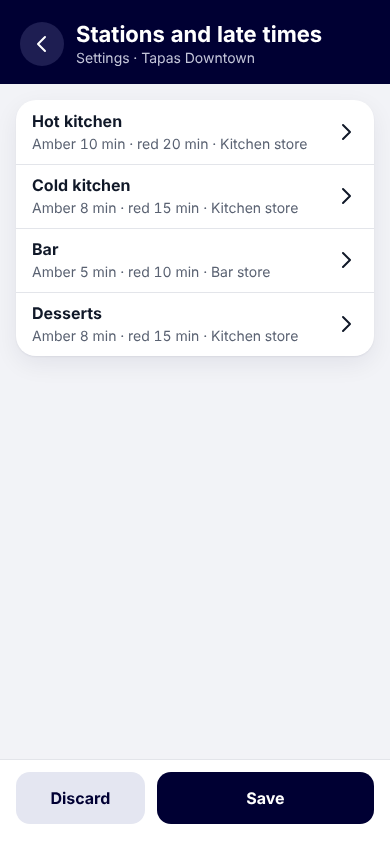 Stations and late times
Settings · Tapas Downtown
Hot kitchen
Amber 10 min · red 20 min · Kitchen store
Cold kitchen
Amber 8 min · red 15 min · Kitchen store
Bar
Amber 5 min · red 10 min · Bar store
Desserts
Amber 8 min · red 15 min · Kitchen store
Discard
Save